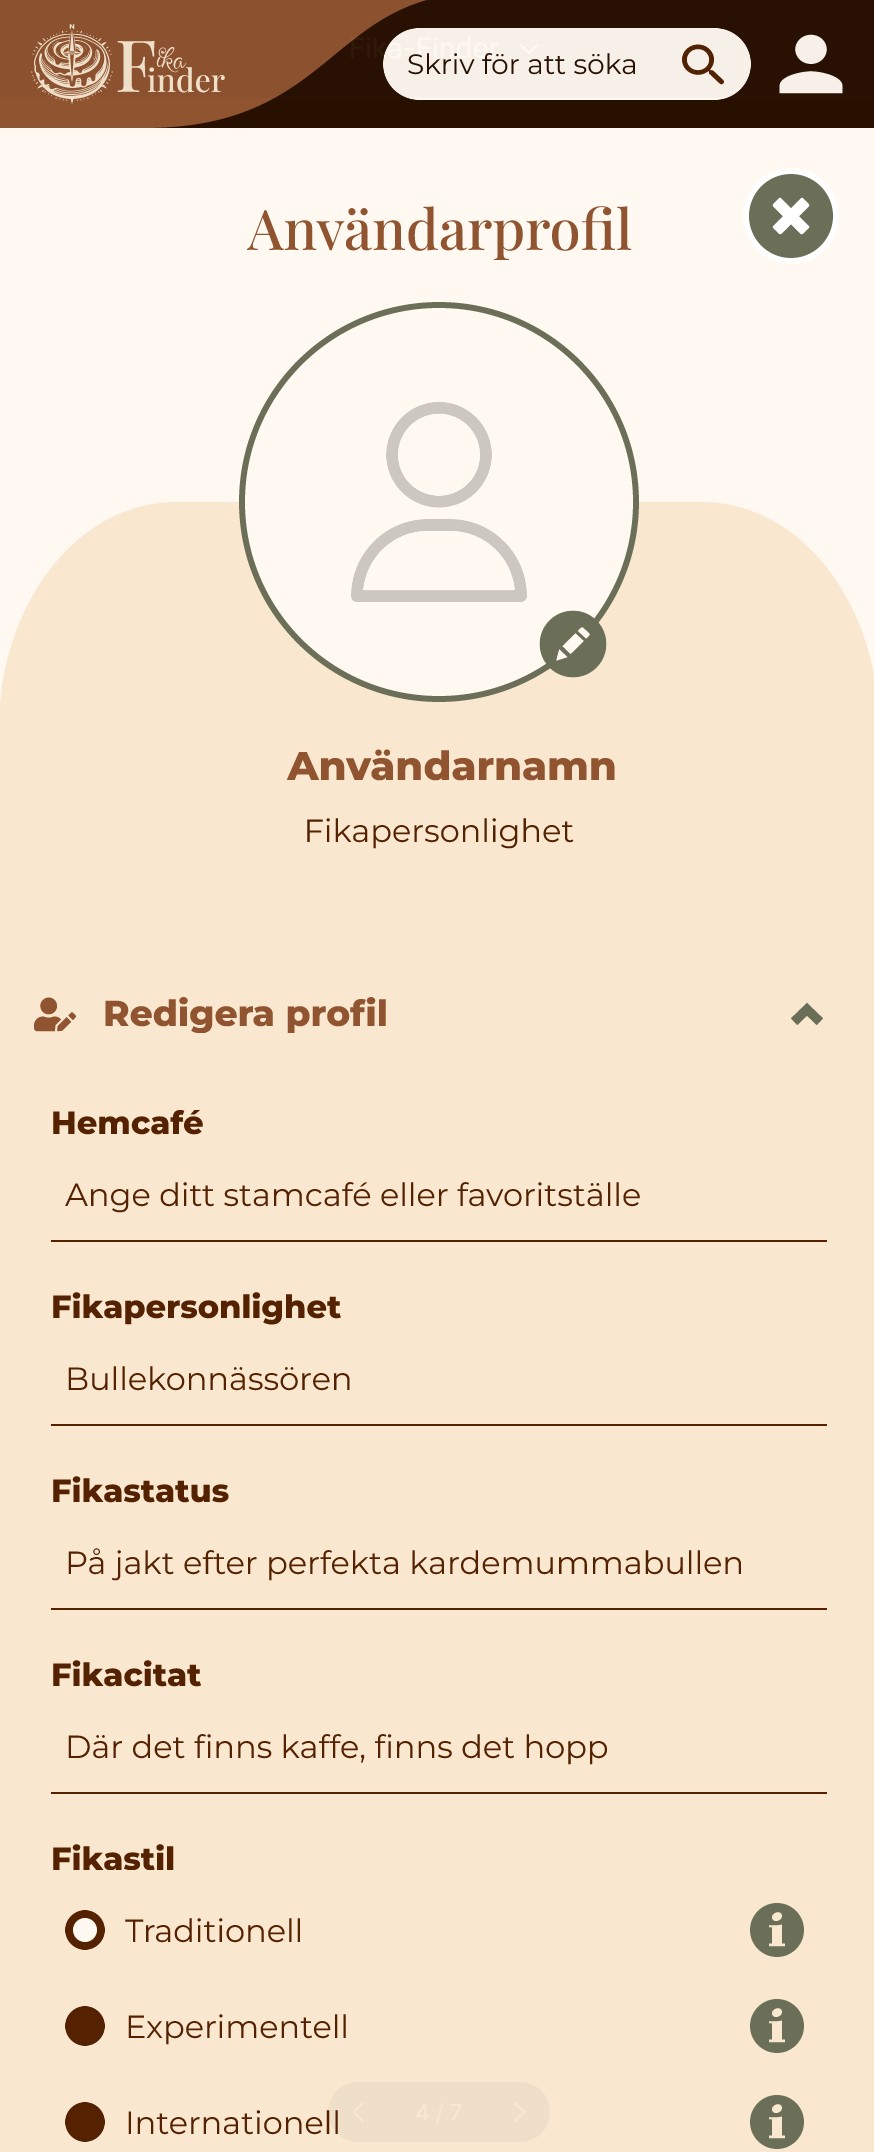 N
Fika
Finder
Fika-Finder
Skriv för att söka
Användarprofil
Användarnamn
Fikapersonlighet
Redigera profil
Hemcafé
Ange ditt stamcafé eller favoritställe
Fikapersonlighet
Bullekonnässören
Fikastatus
På jakt efter perfekta kardemummabullen
Fikacitat
Där det finns kaffe, finns det hopp
Fikastil
Traditionell
Experimentell
Internationell
4 / 7